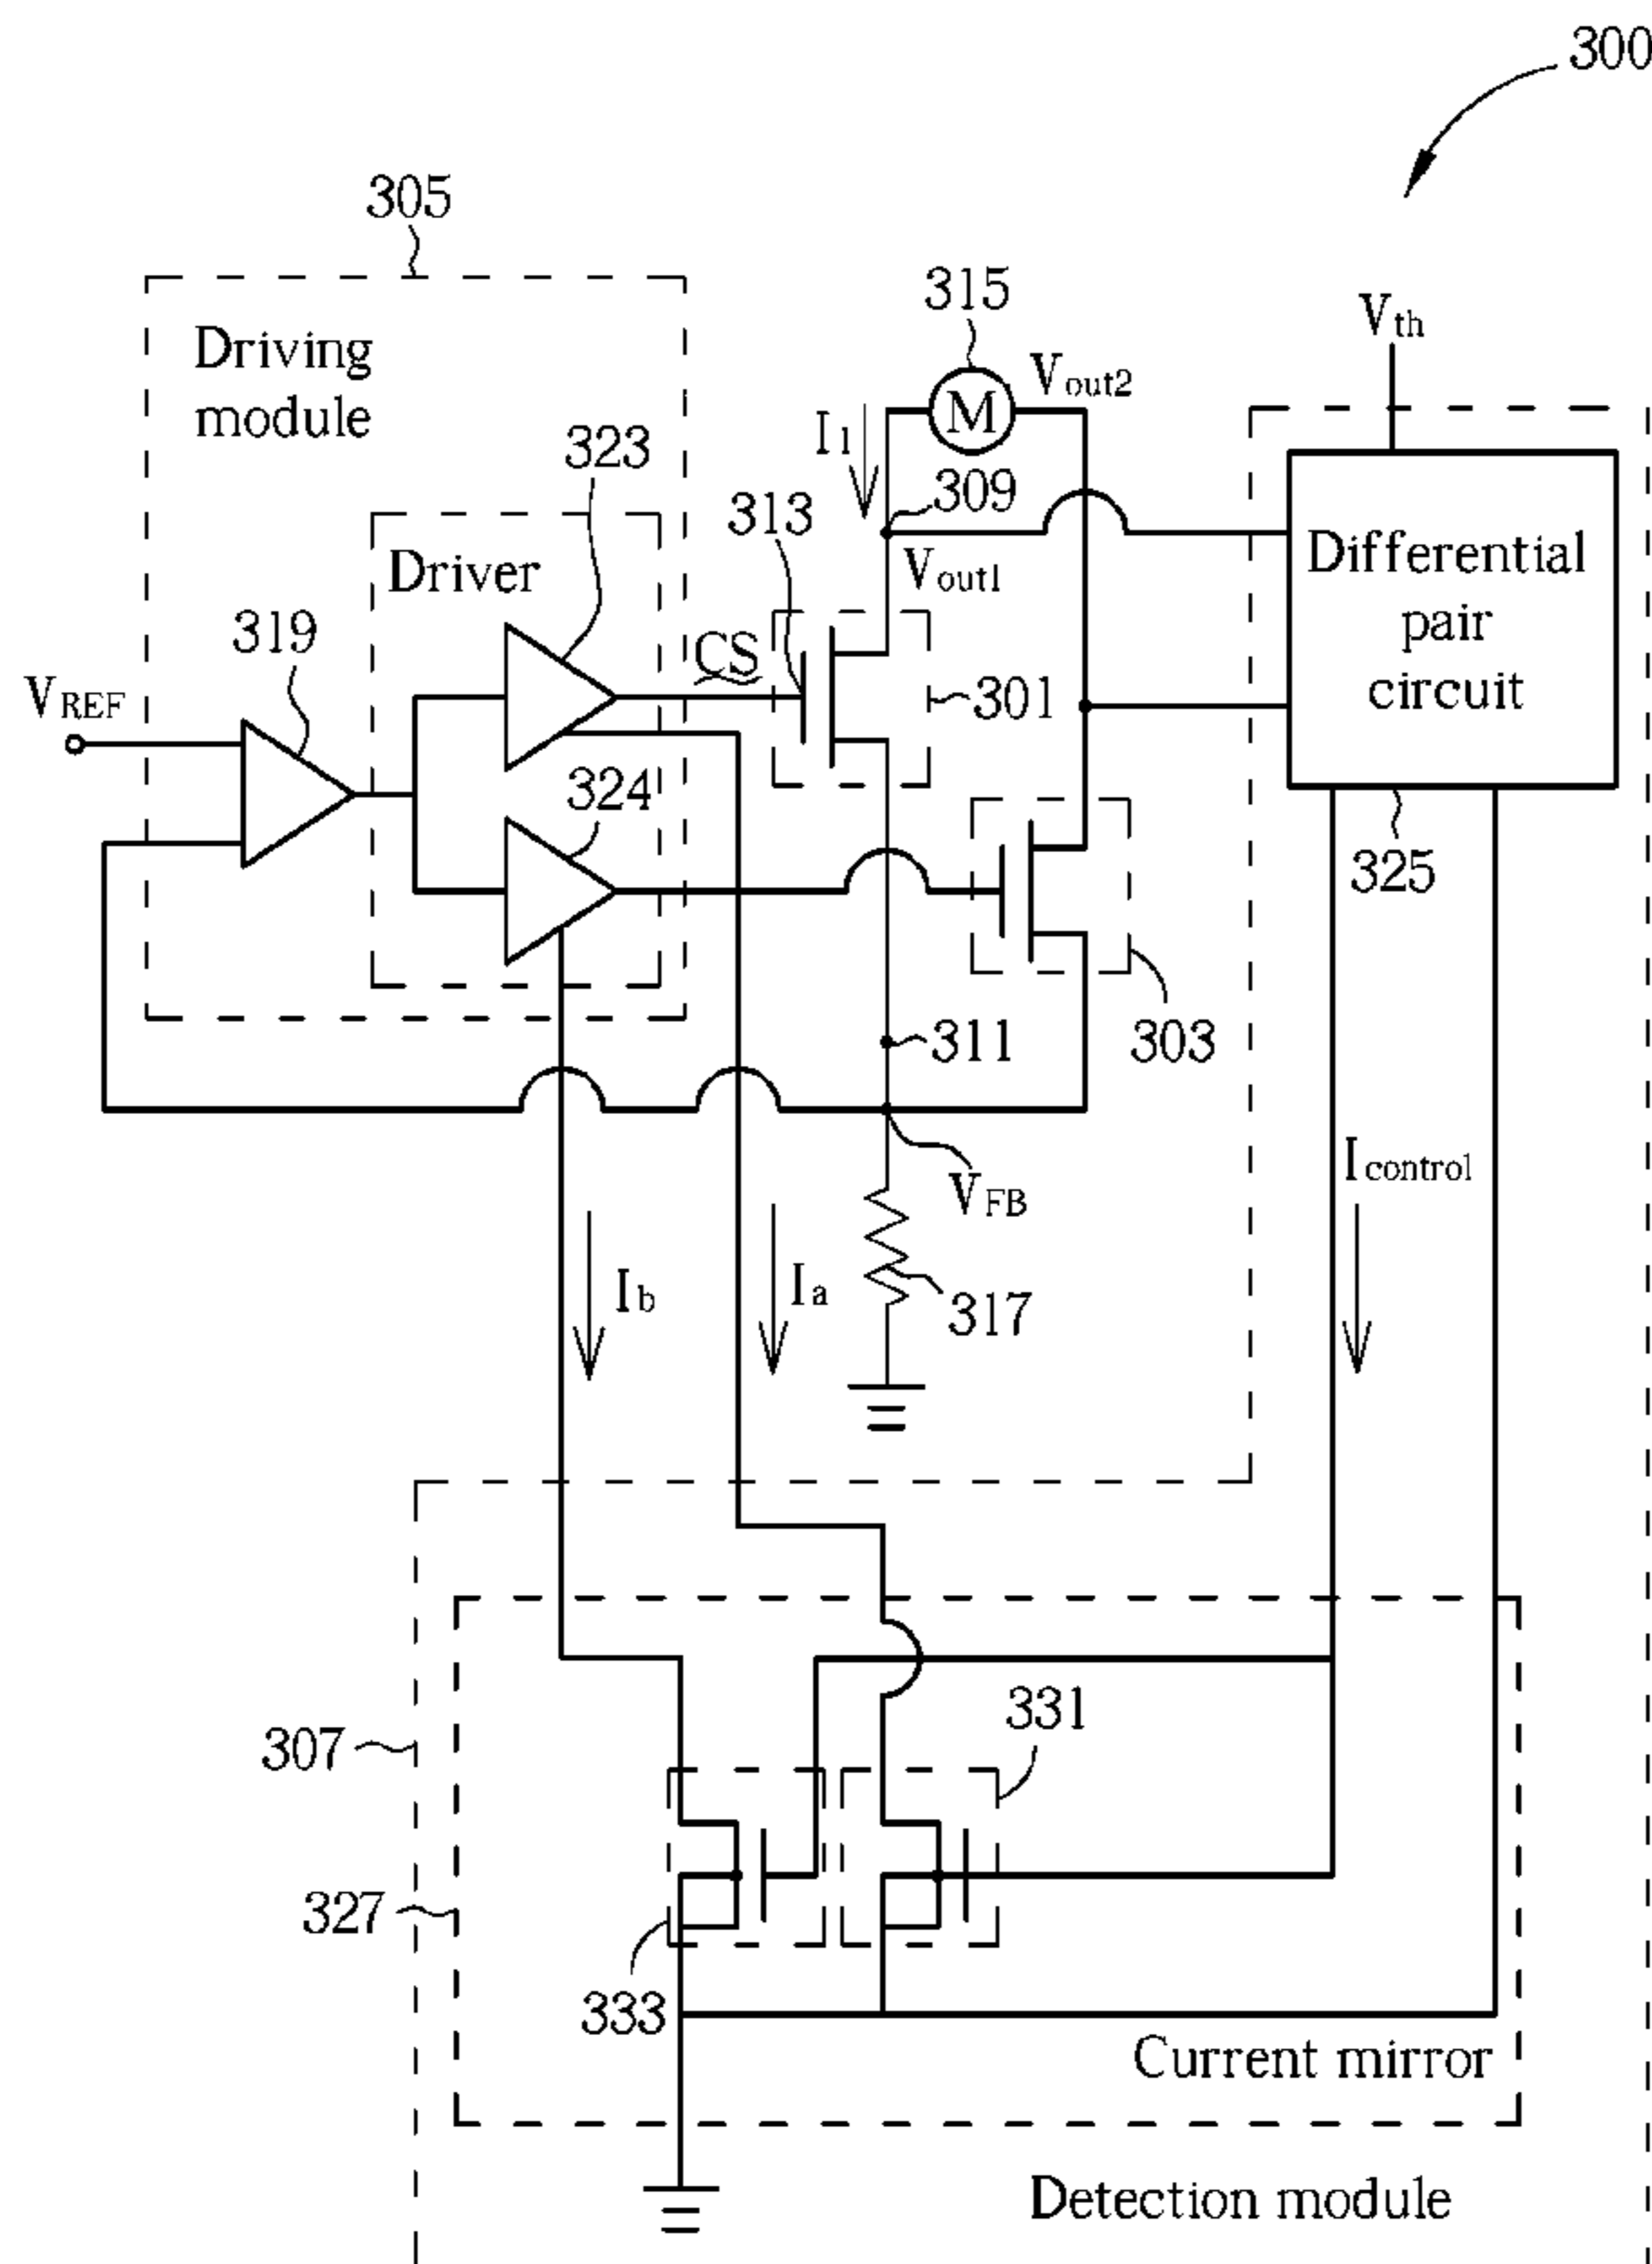 300
305
Driving
module
315
Vth
Vout2
I1
323
309
313
Driver
Vout1
Differential
pair
circuit
319
CS
VREF
301
324
325
311
303
VFB
Icontrol
Ib
Ia
317
331
307
327
333
Current mirror
Detection module
M